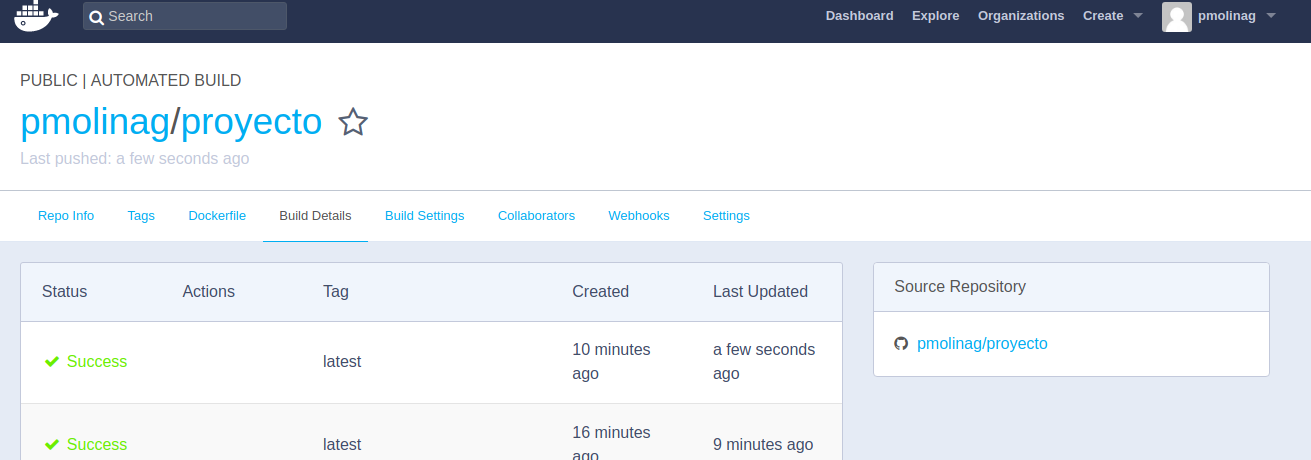 Search
Dashboard Explore Organizations Create pmolinag
PUBLIC | AUTOMATED BUILD
pmolinag/proyecto
Last pushed: a few seconds ago
Repo Info Tags Dockerfile Build Details Build Settings Collaborators Webhooks Settings
Status Actions Tag Created Last Updated
Success latest 10 minutes ago a few seconds ago
Success latest 16 minutes ago 9 minutes ago
Source Repository
pmolinag/proyecto